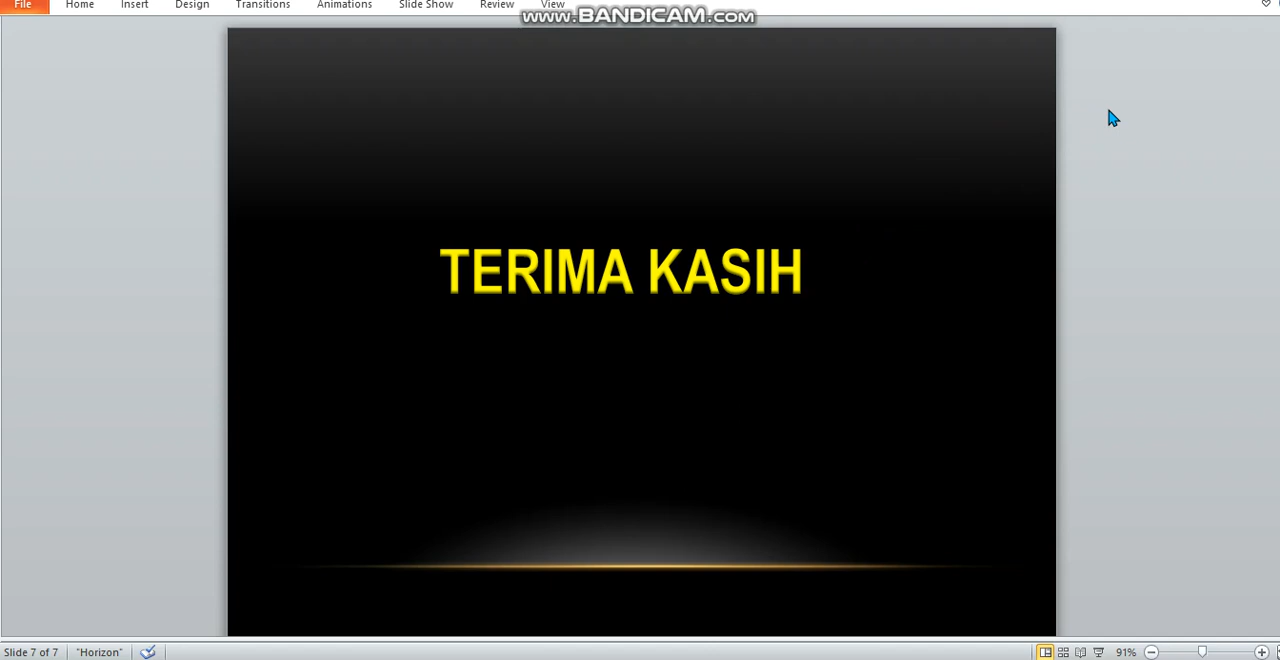 File Home Insert Design Transitions Animations Slide Show Review View
www.BANDICAM.COM
TERIMA KASIH
Slide 7 of 7 "Horizon" 91%